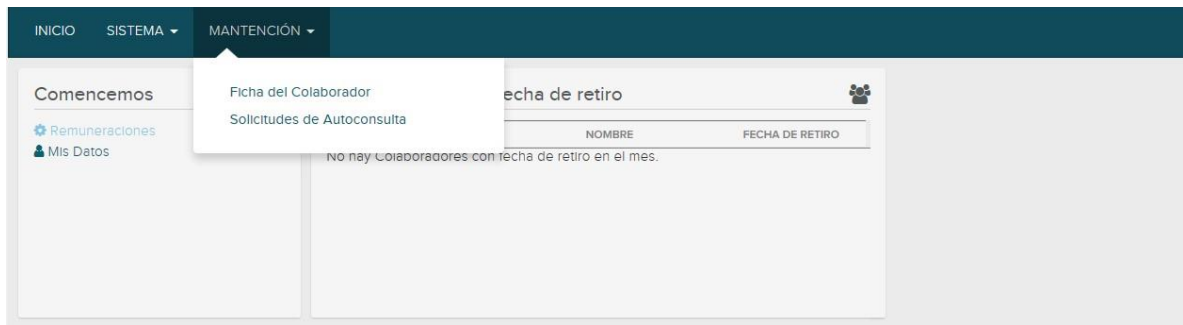 INICIO SISTEMA MANTENCIÓN
Ficha del Colaborador
Solicitudes de Autoconsulta
Comencemos
Remuneraciones
Mis Datos
echa de retiro
NOMBRE FECHA DE RETIRO
No hay Colaboradores con fecha de retiro en el mes.